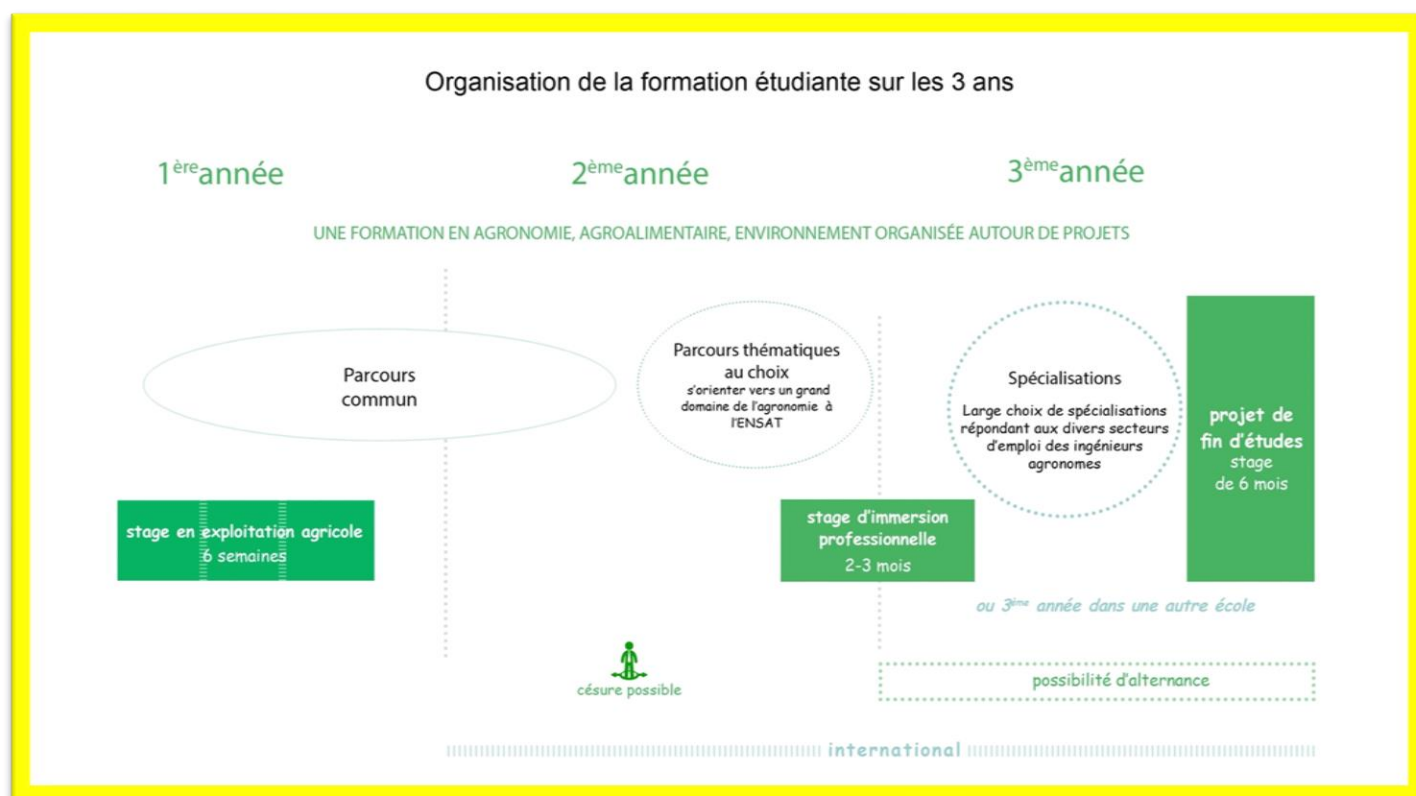 Organisation de la formation étudiante sur les 3 ans
1ère année
2ème année
3ème année
UNE FORMATION EN AGRONOMIE, AGROALIMENTAIRE, ENVIRONNEMENT ORGANISÉE AUTOUR DE PROJETS
Parcours
commun
Parcours thématiques
au choix
s'orienter vers un grand
domaine de l'agronomie à
l'ENSAT
Spécialisations
Large choix de spécialisations
répondant aux divers secteurs
d'emploi des ingénieurs
agronomes
projet de
fin d'études
stage
de 6 mois
stage en exploitation agricole
6 semaines
stage d'immersion
professionnelle
2-3 mois
ou 3ème année dans une autre école
césure possible
possibilité d'alternance
international